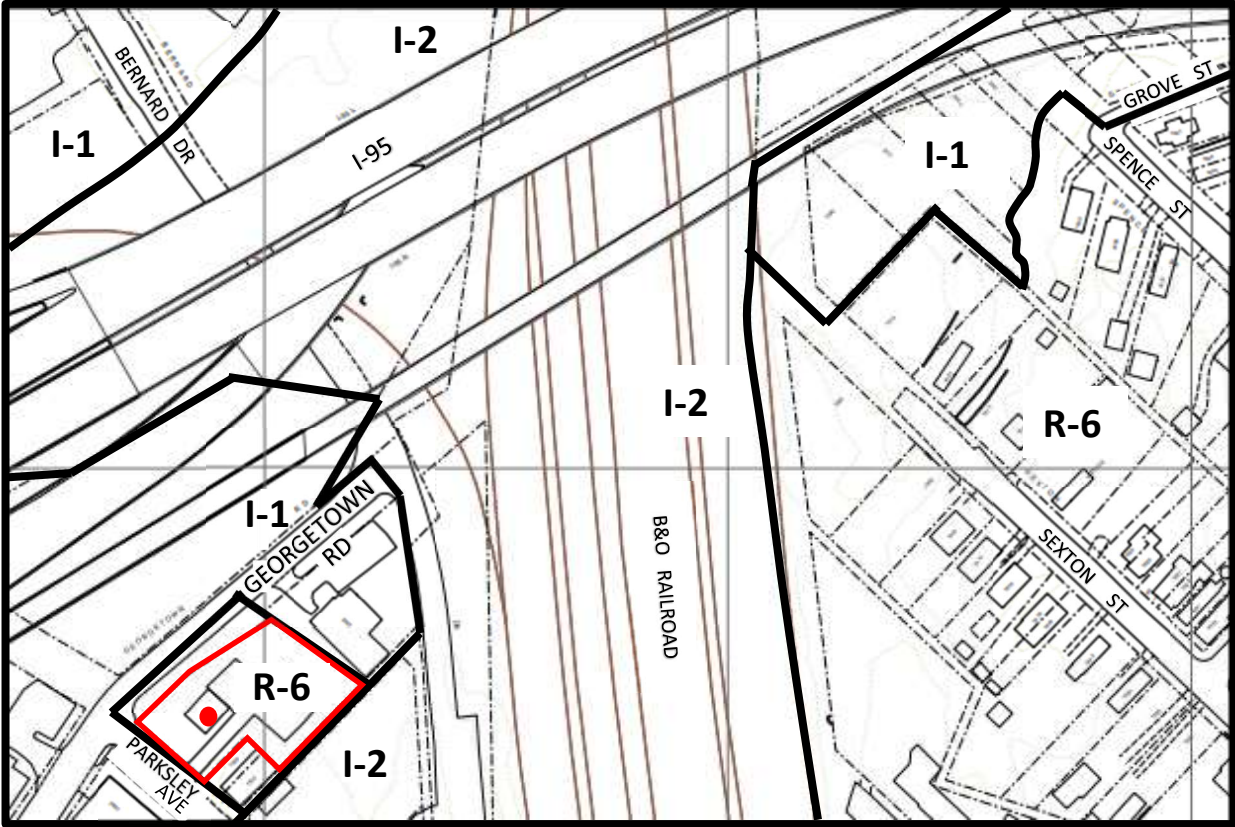 I-2
BERNARD
DR
I-1
I-95
I-1
GROVE ST
SPENCE
ST
I-2
R-6
I-1
GEORGETOWN
RD
B&O RAILROAD
SEXTON
ST
R-6
I-2
PARKSLEY
AVE